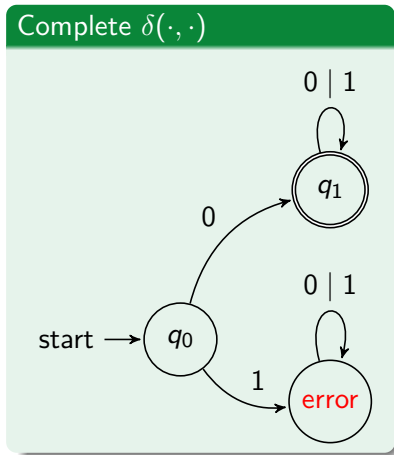 Complete δ(·, ·)
0 | 1
q₁
0
0 | 1
start
q₀
1
error